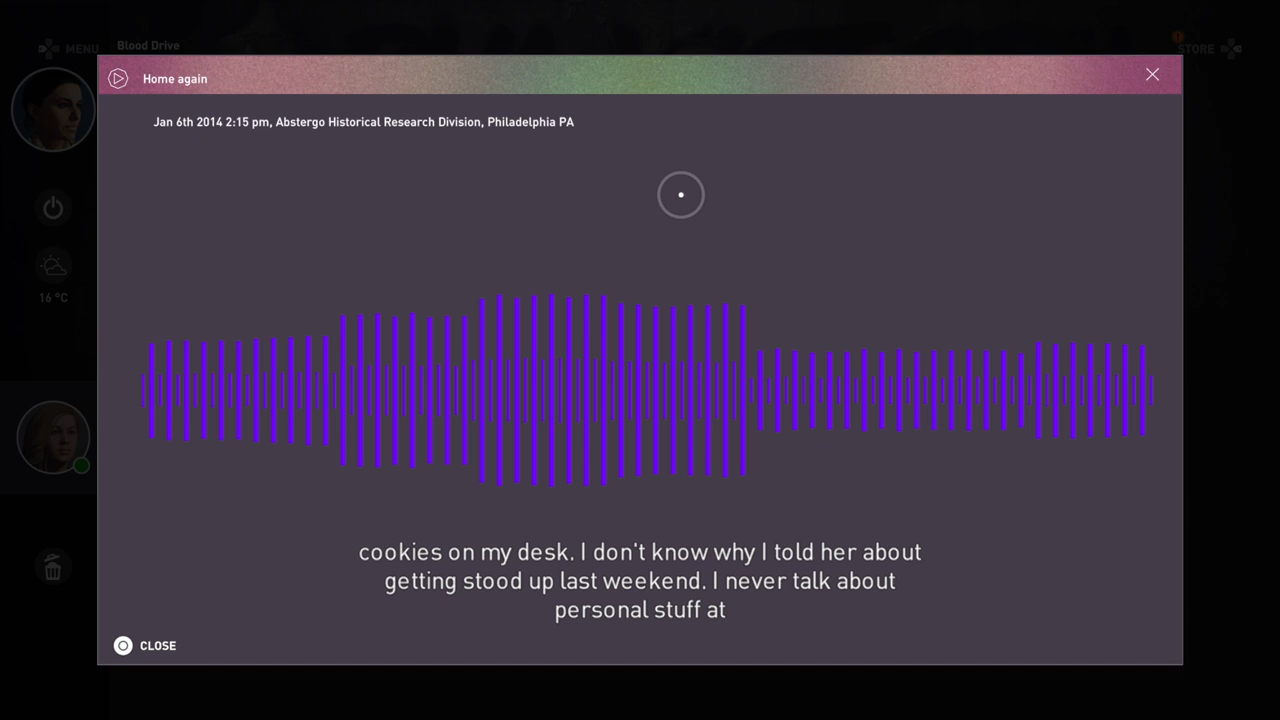 MENU
Blood Drive
STORE
Home again
Jan 6th 2014 2:15 pm, Abstergo Historical Research Division, Philadelphia PA
16 °C
cookies on my desk. I don't know why I told her about
getting stood up last weekend. I never talk about
personal stuff at
CLOSE